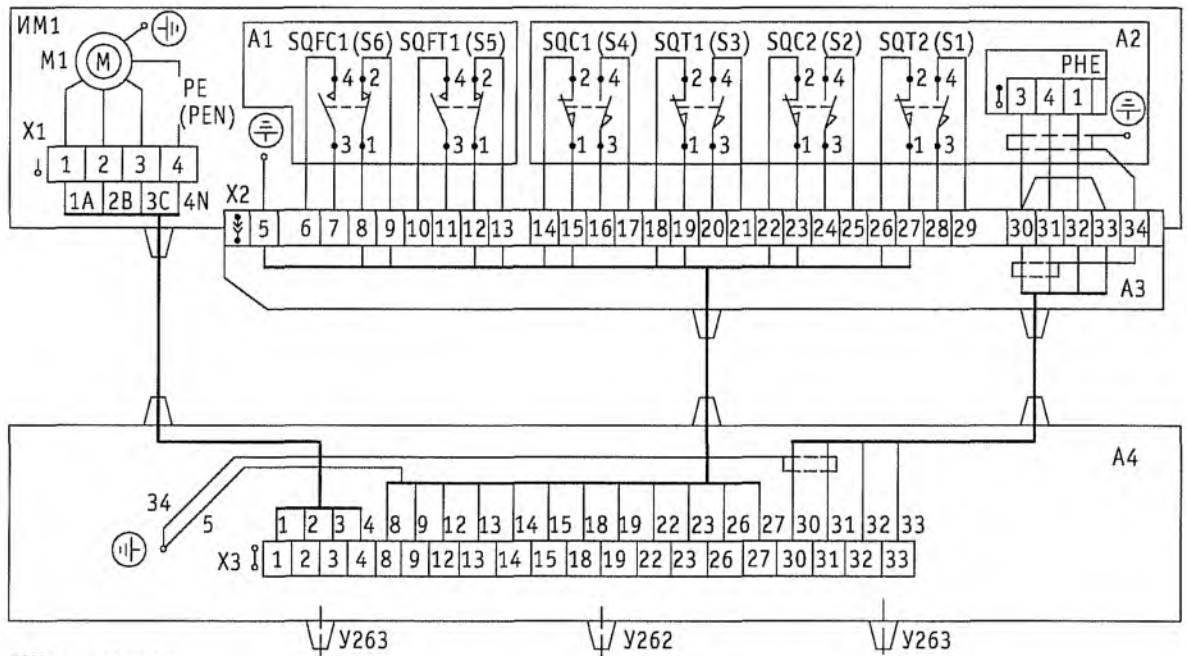 ИМ1
A1 SQFC1 (S6) SQFT1 (S5) SQC1 (S4) SQT1 (S3) SQC2 (S2) SQT2 (S1) A2
M1 M
PHE
4 2 4 2 2 4 2 4 2 4 2 4
3 4 1
PE
(PEN)
3 1 3 1 1 3 1 3 1 3 1 3
X1
1 2 3 4
1A 2B 3C 4N
X2
5 6 7 8 9 10 11 12 13 14 15 16 17 18 19 20 21 22 23 24 25 26 27 28 29 30 31 32 33 34
A3
A4
34
5
1 2 3 4 8 9 12 13 14 15 18 19 22 23 26 27 30 31 32 33
X3 1 2 3 4 8 9 12 13 14 15 18 19 22 23 26 27 30 31 32 33
У263 У262 У263